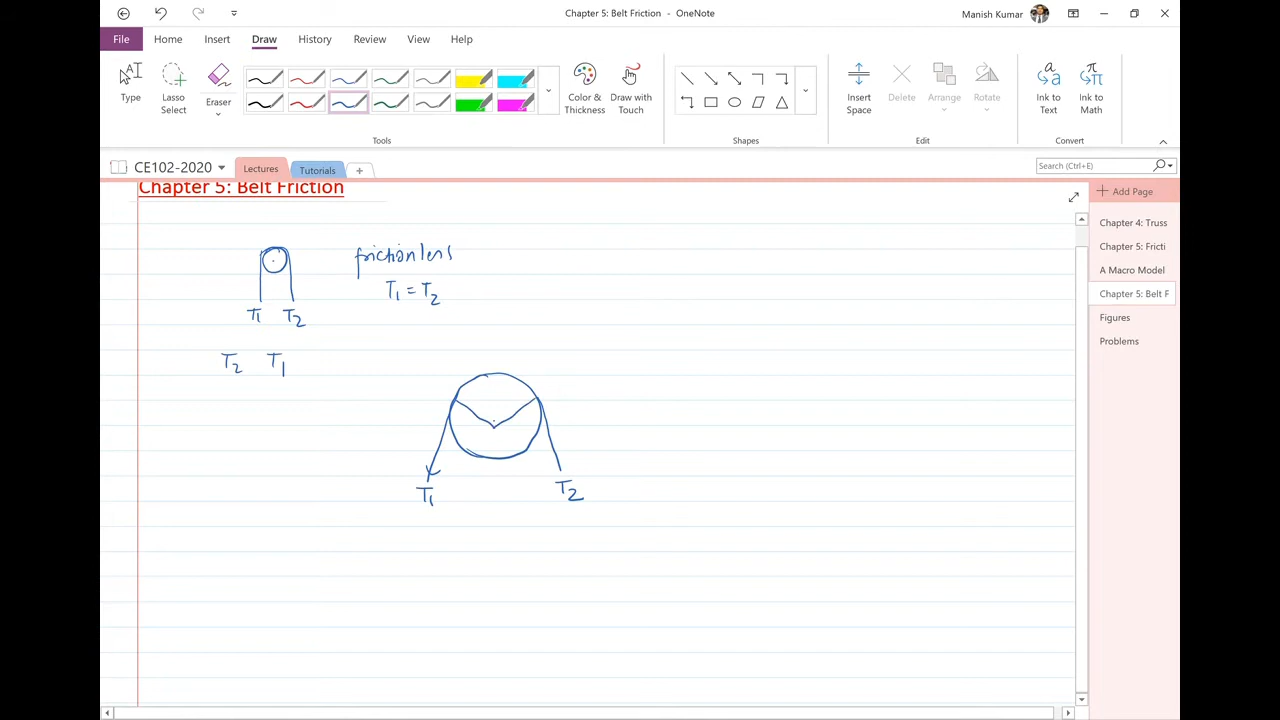 Chapter 5: Belt Friction - OneNote
Manish Kumar
File Home Insert Draw History Review View Help
Type
Lasso Select
Eraser
Color & Thickness
Draw with Touch
Insert Space
Delete
Arrange
Rotate
Ink to Text
Ink to Math
Tools
Shapes
Edit
Convert
CE102-2020
Lectures
Tutorials
Search (Ctrl+E)
Add Page
Chapter 4: Truss
Chapter 5: Fricti
A Macro Model
Chapter 5: Belt F
Figures
Problems
Chapter 5: Belt Friction
frictionless
T1 = T2
T1 T2
T2 T1
T1 T2